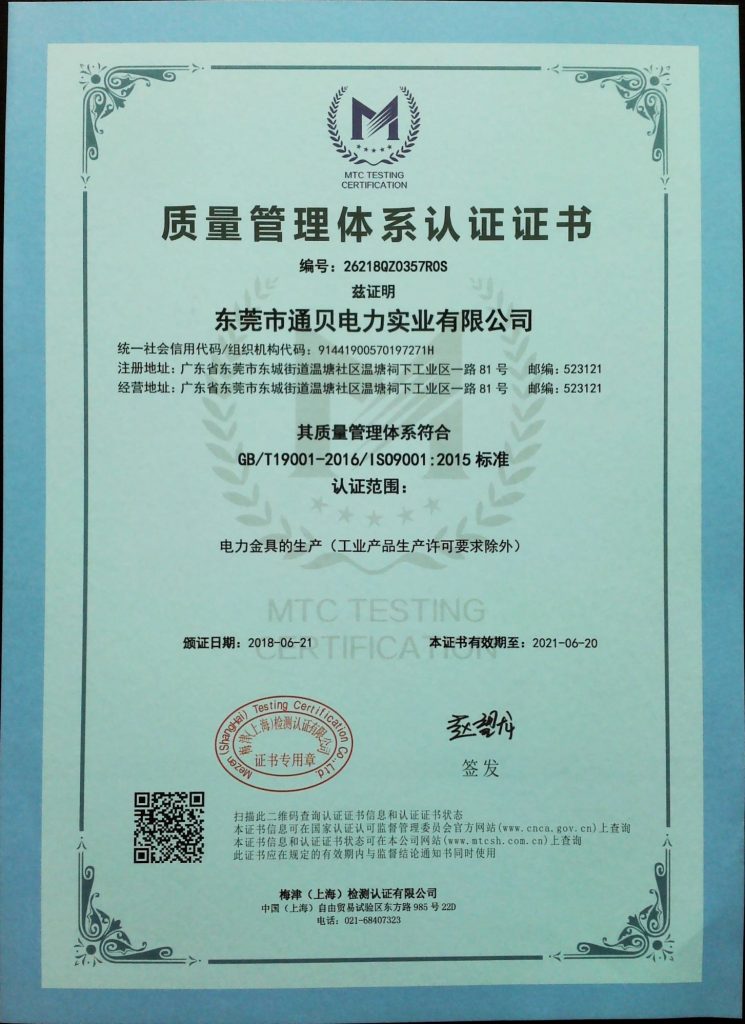 M
MTC TESTING
CERTIFICATION
质量管理体系认证证书
编号：26218QZ0357R0S
兹证明
东莞市通贝电力实业有限公司
统一社会信用代码/组织机构代码：91441900570197271H
注册地址：广东省东莞市东城街道温塘社区温塘祠下工业区一路 81 号 邮编：523121
经营地址：广东省东莞市东城街道温塘社区温塘祠下工业区一路 81 号 邮编：523121
其质量管理体系符合
GB/T19001-2016/ISO9001:2015 标准
认证范围：
电力金具的生产（工业产品生产许可要求除外）
MTC TESTING
CERTIFICATION
颁证日期：2018-06-21 本证书有效期至：2021-06-20
Mezen (Shanghai) Testing Certification Co., Ltd.
梅津(上海)检测认证有限公司
证书专用章
签发
扫描此二维码查询认证证书信息和认证证书状态
本证书信息可在国家认证认可监督管理委员会官方网站(www.cnca.gov.cn)上查询
本证书信息和认证证书状态可在本公司网站(www.mtcsh.com.cn)上查询
此证书应在规定的有效期内与监督结论通知书同时使用
梅津（上海）检测认证有限公司
中国（上海）自由贸易试验区东方路 985 号 22D
电话：021-68407323